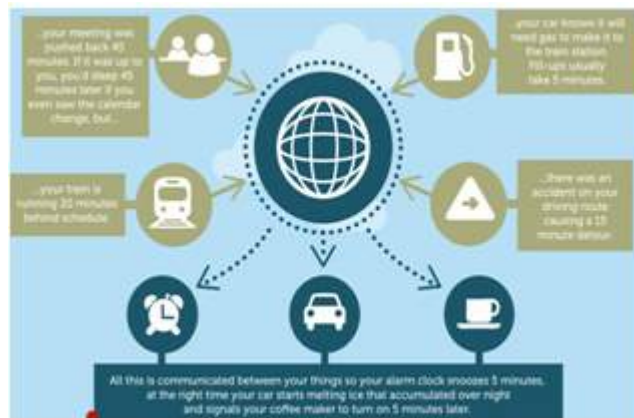 ...your meeting was
pushed back 45
minutes. If it was up to
you, you'd sleep 45
minutes later if you
even saw the calendar
change, but...
...your car knows it will
need gas to make it to
the train station.
Fill-ups usually
take 5 minutes.
...your train is
running 20 minutes
behind schedule.
...there was an
accident on your
driving route
causing a 15
minute detour.
All this is communicated between your things so your alarm clock snoozes 5 minutes,
at the right time your car starts melting ice that accumulated over night
and signals your coffee maker to turn on 5 minutes later.